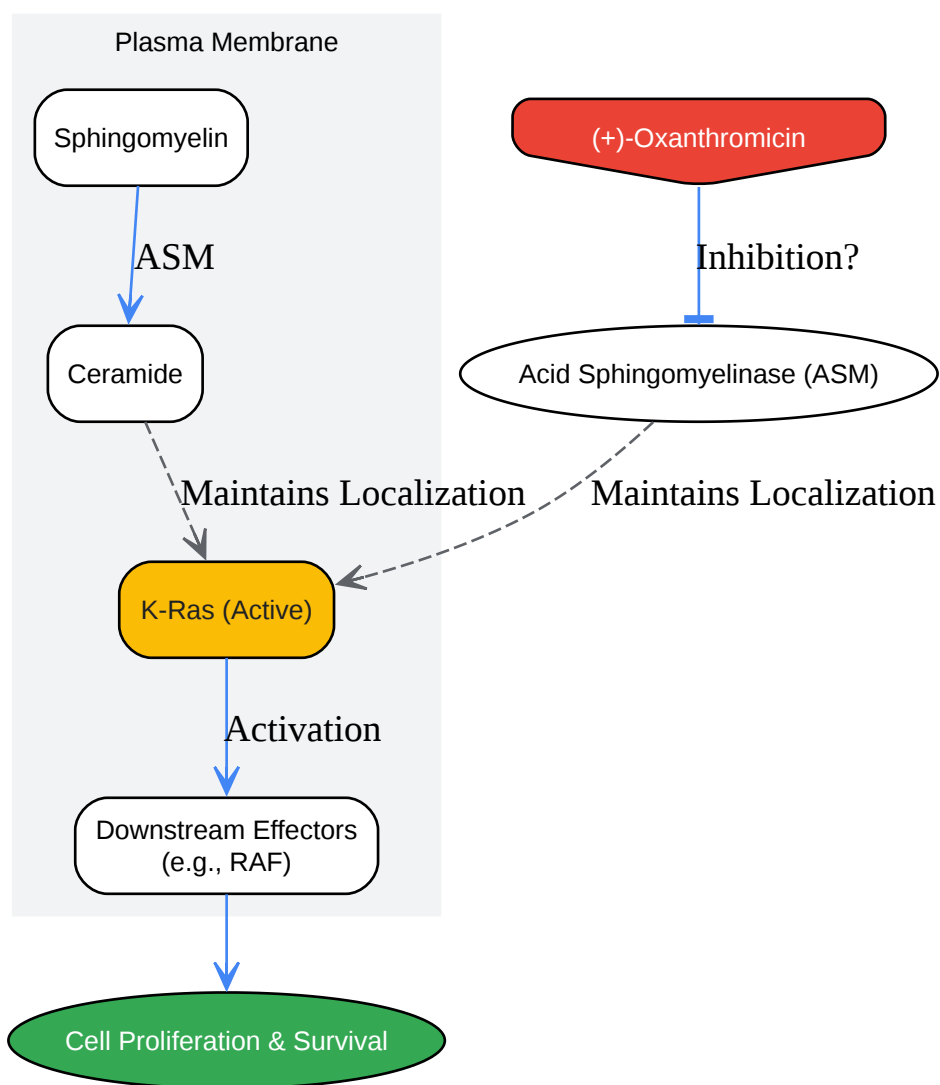 Plasma Membrane
Sphingomyelin
(+)-Oxanthromicin
ASM
Inhibition?
Ceramide
Acid Sphingomyelinase (ASM)
Maintains Localization
Maintains Localization
K-Ras (Active)
Activation
Downstream Effectors
(e.g., RAF)
Cell Proliferation & Survival